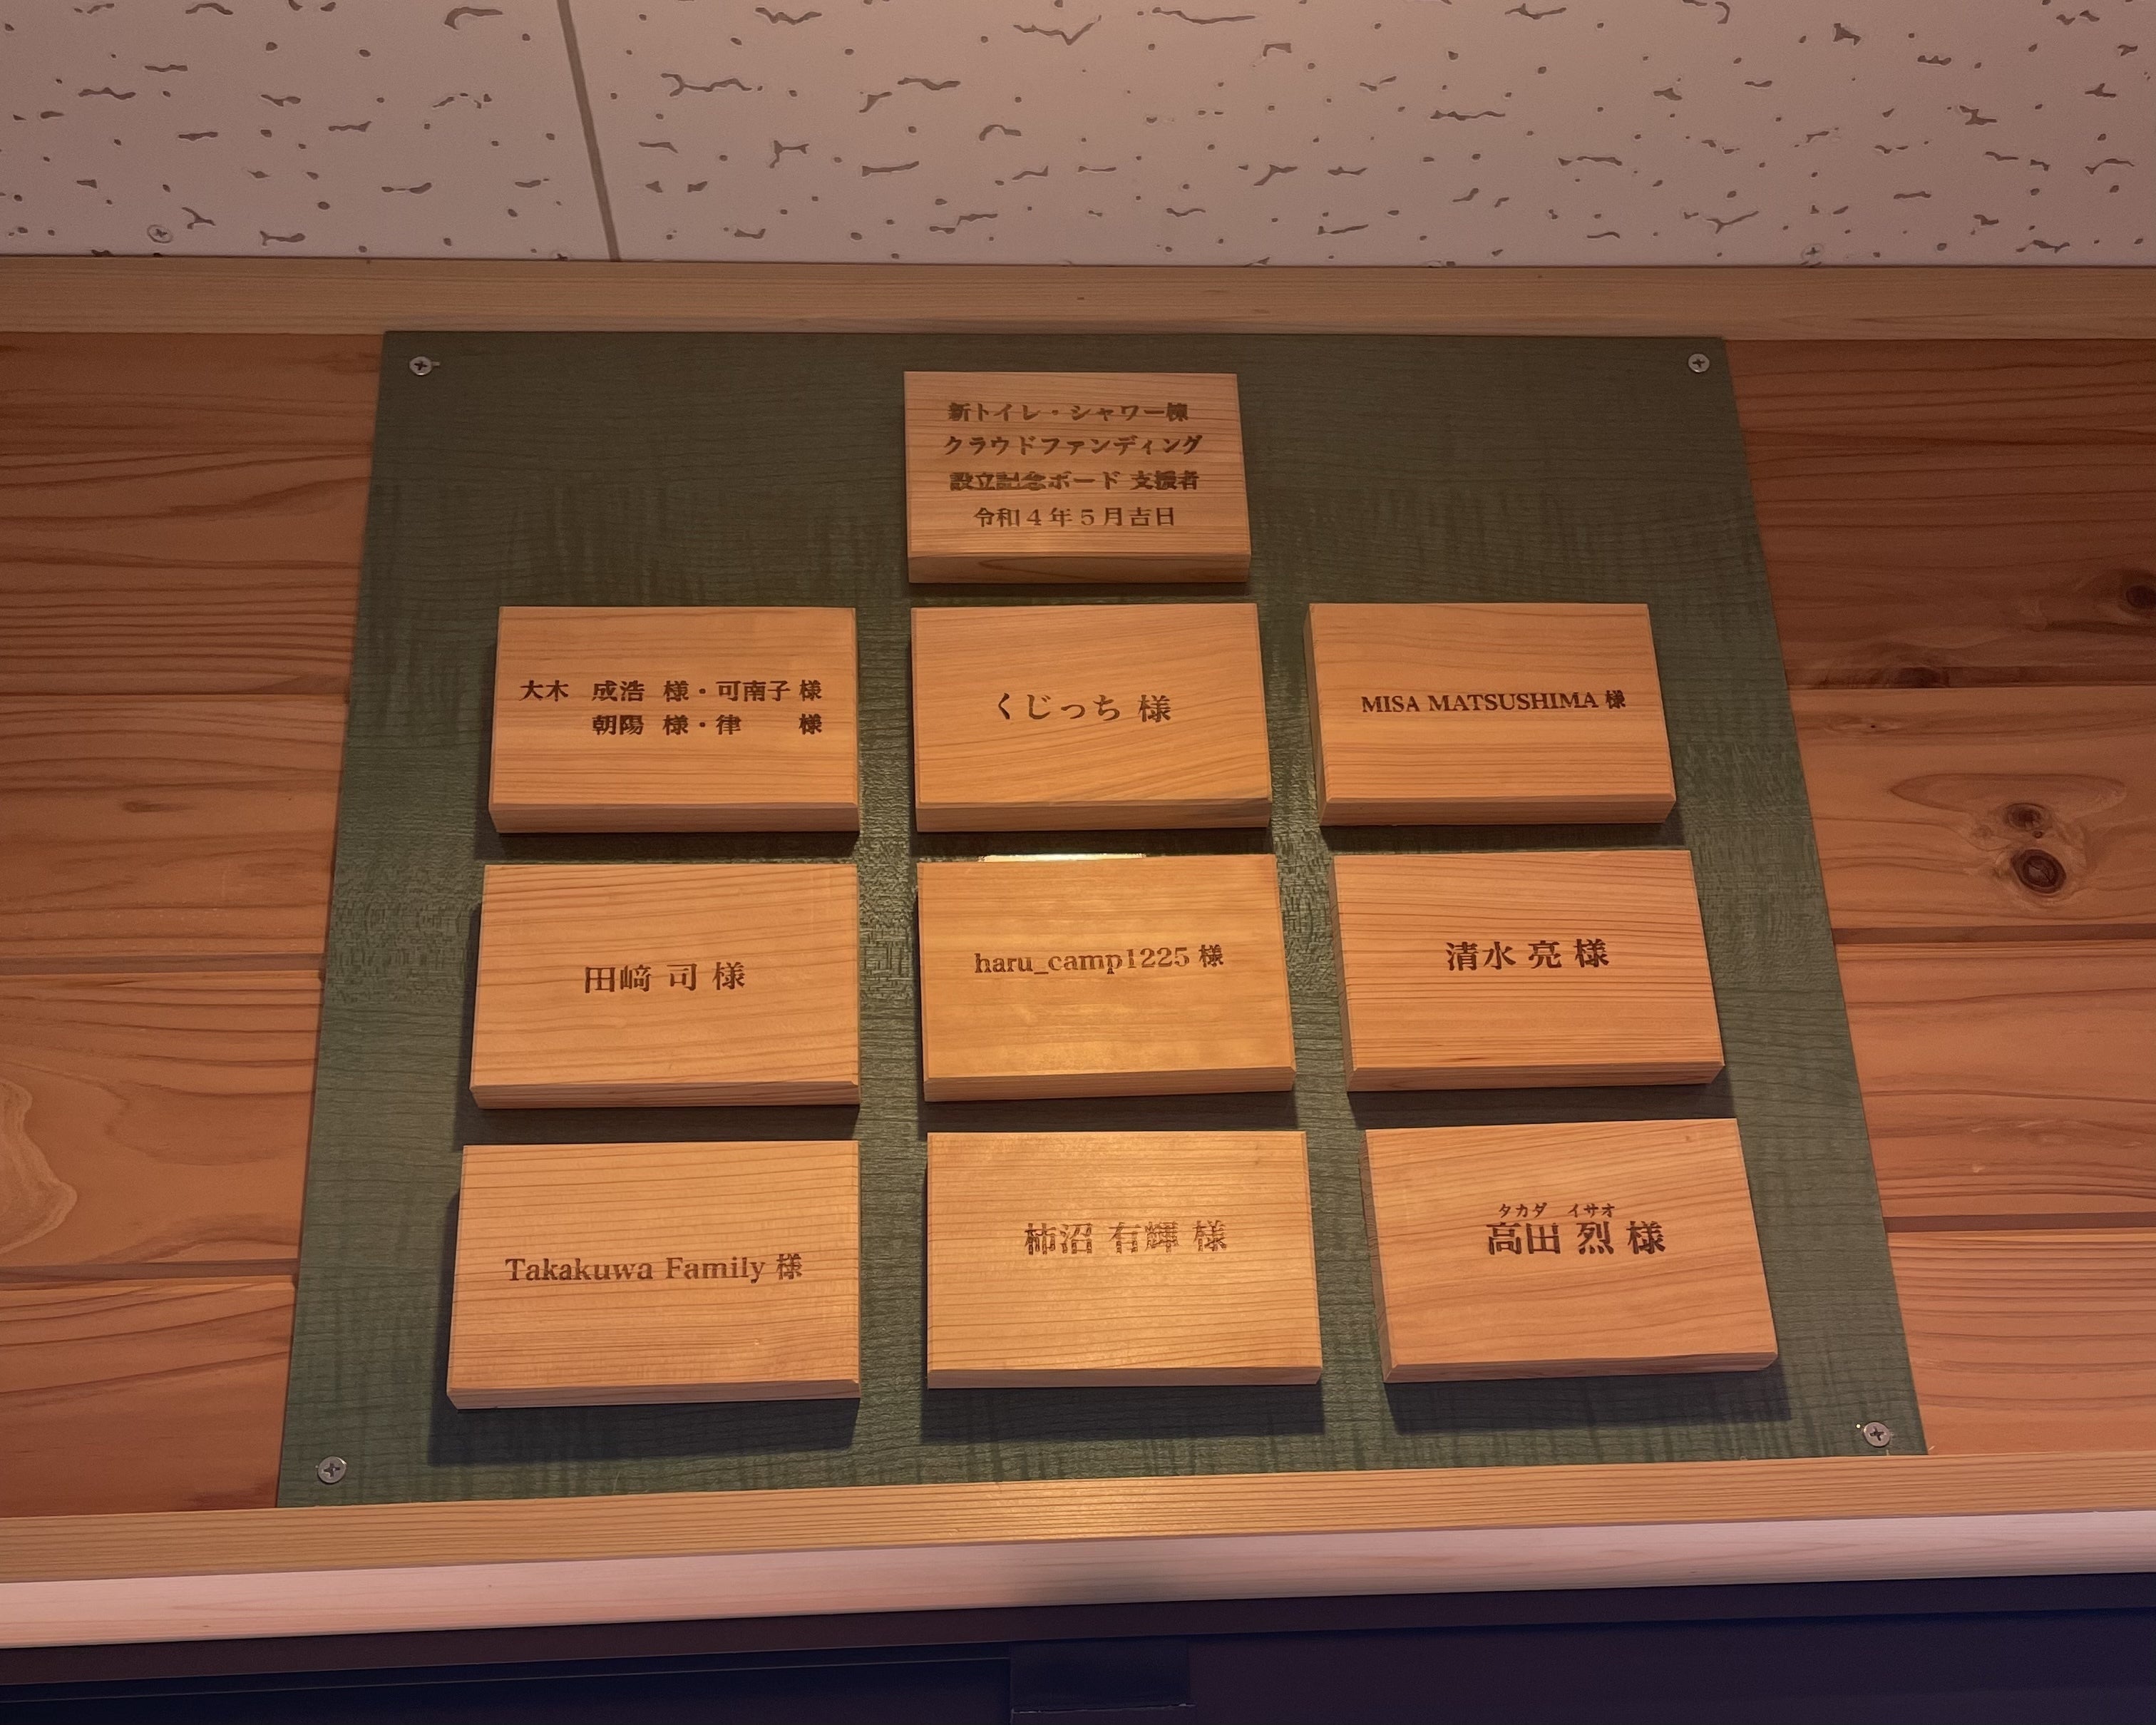 新トイレ・シャワー棟
クラウドファンディング
設立記念ボード 支援者
令和4年5月吉日
大木 成浩 様・可南子 様
朝陽 様・律 様
くじっち 様
MISA MATSUSHIMA 様
田﨑 司 様
haru_camp1225 様
清水 亮 様
Takakuwa Family 様
柿沼 有輝 様
タカダ イサオ
高田 烈 様